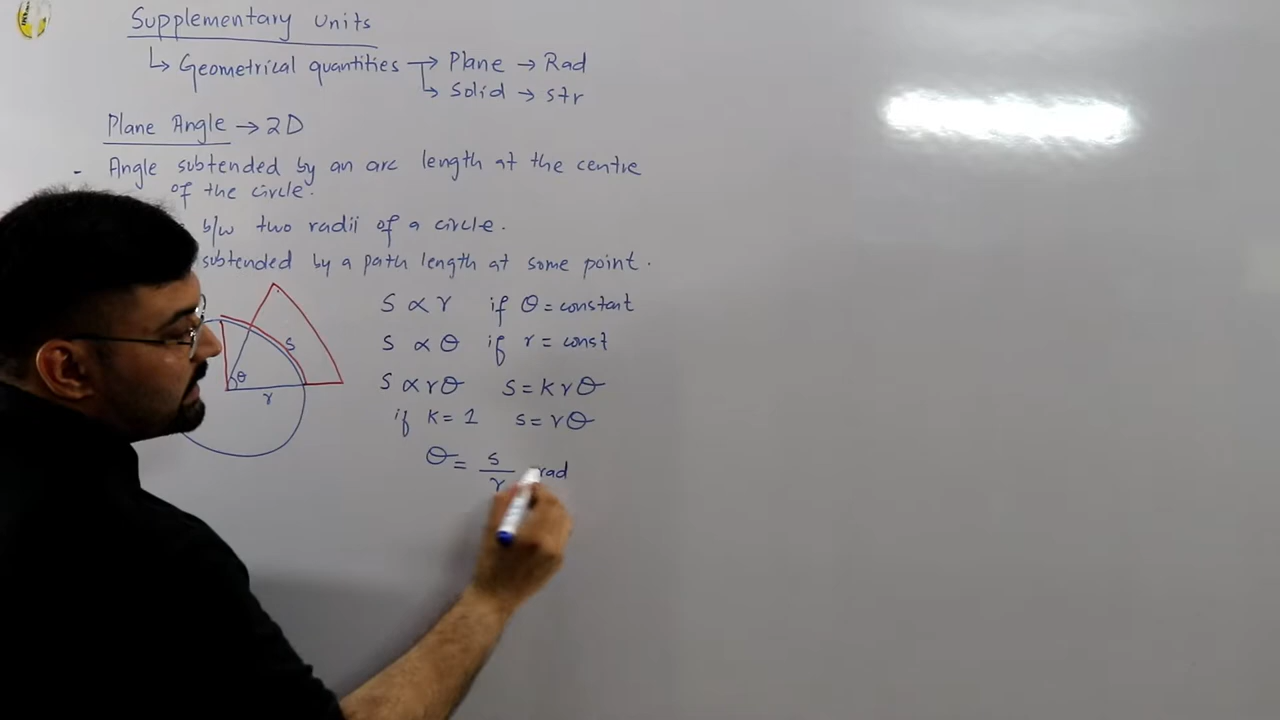 Supplementary units
↳ Geometrical quantities → Plane → Rad
↳ Solid → str
Plane Angle → 2D
- Angle subtended by an arc length at the centre
of the circle.
b/w two radii of a circle.
subtended by a path length at some point.
S ∝ r if θ = constant
S ∝ θ if r = const
S ∝ rθ S = k r θ
if k = 1 S = rθ
θ = s/r rad
s
θ
r